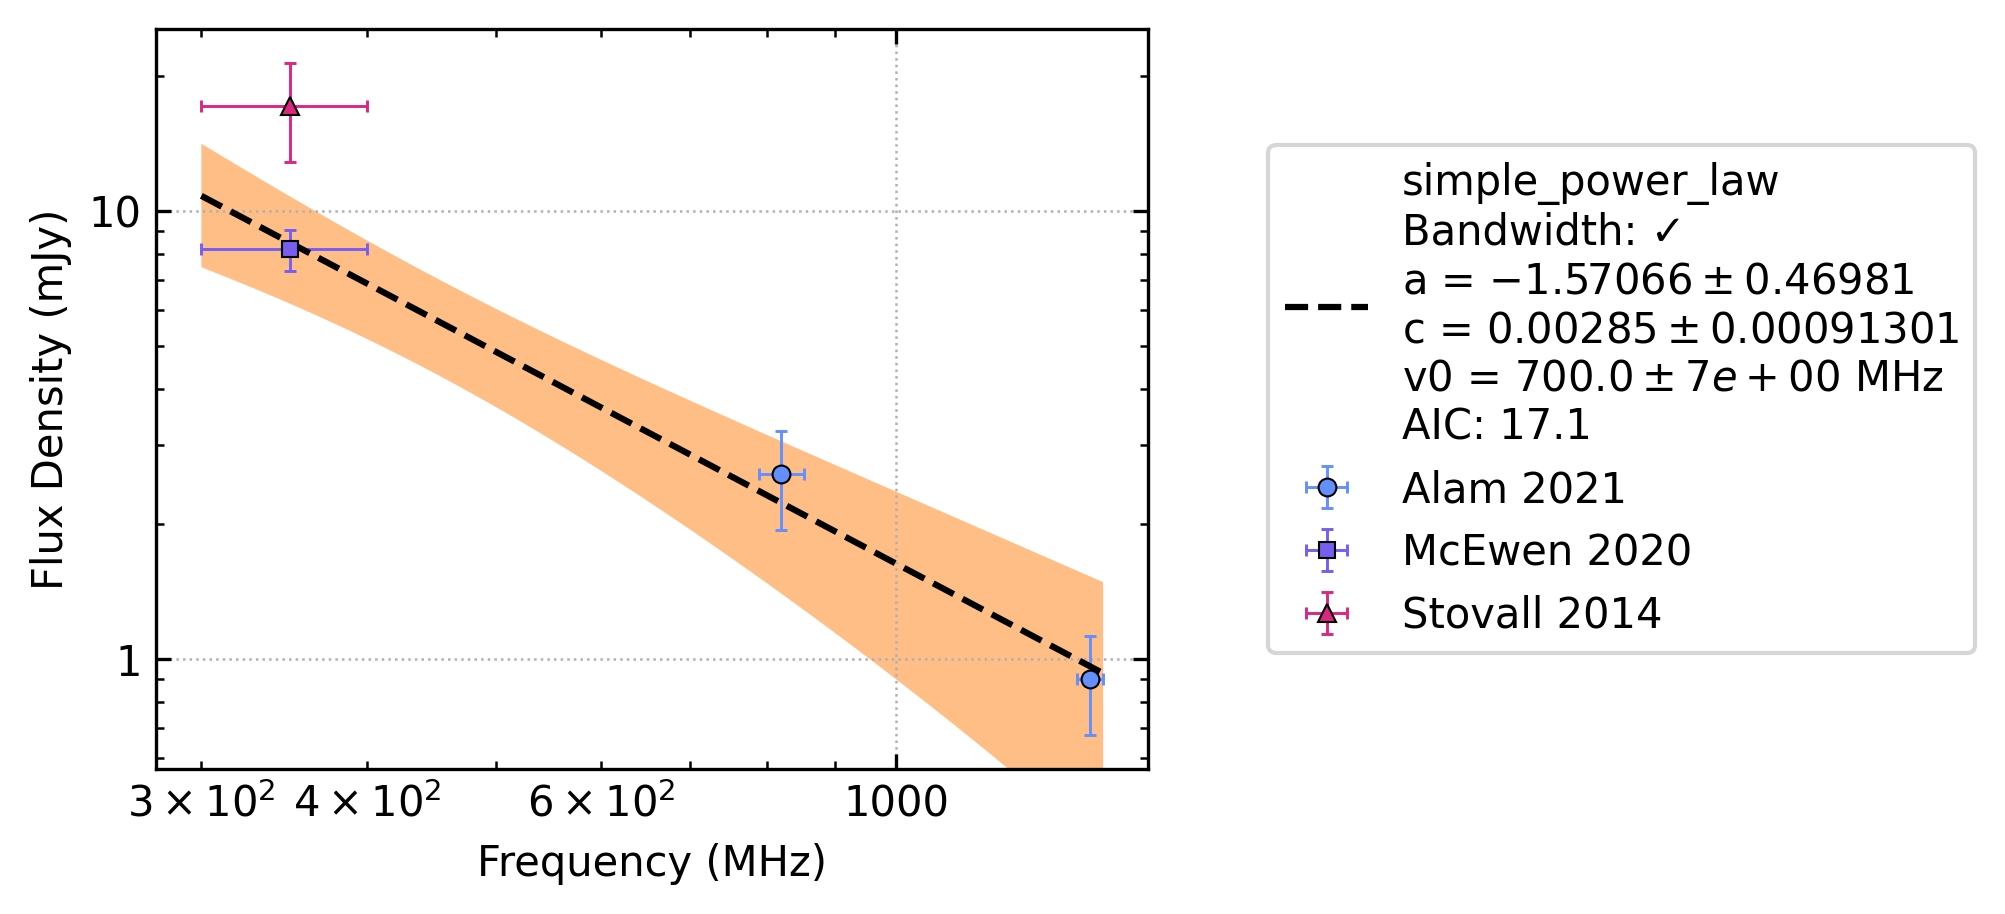 Flux Density (mJy)
10
1
3 × 10²
4 × 10²
6 × 10²
1000
Frequency (MHz)
simple_power_law
Bandwidth: ✓
a = −1.57066 ± 0.46981
c = 0.00285 ± 0.00091301
v0 = 700.0 ± 7e + 00 MHz
AIC: 17.1
Alam 2021
McEwen 2020
Stovall 2014